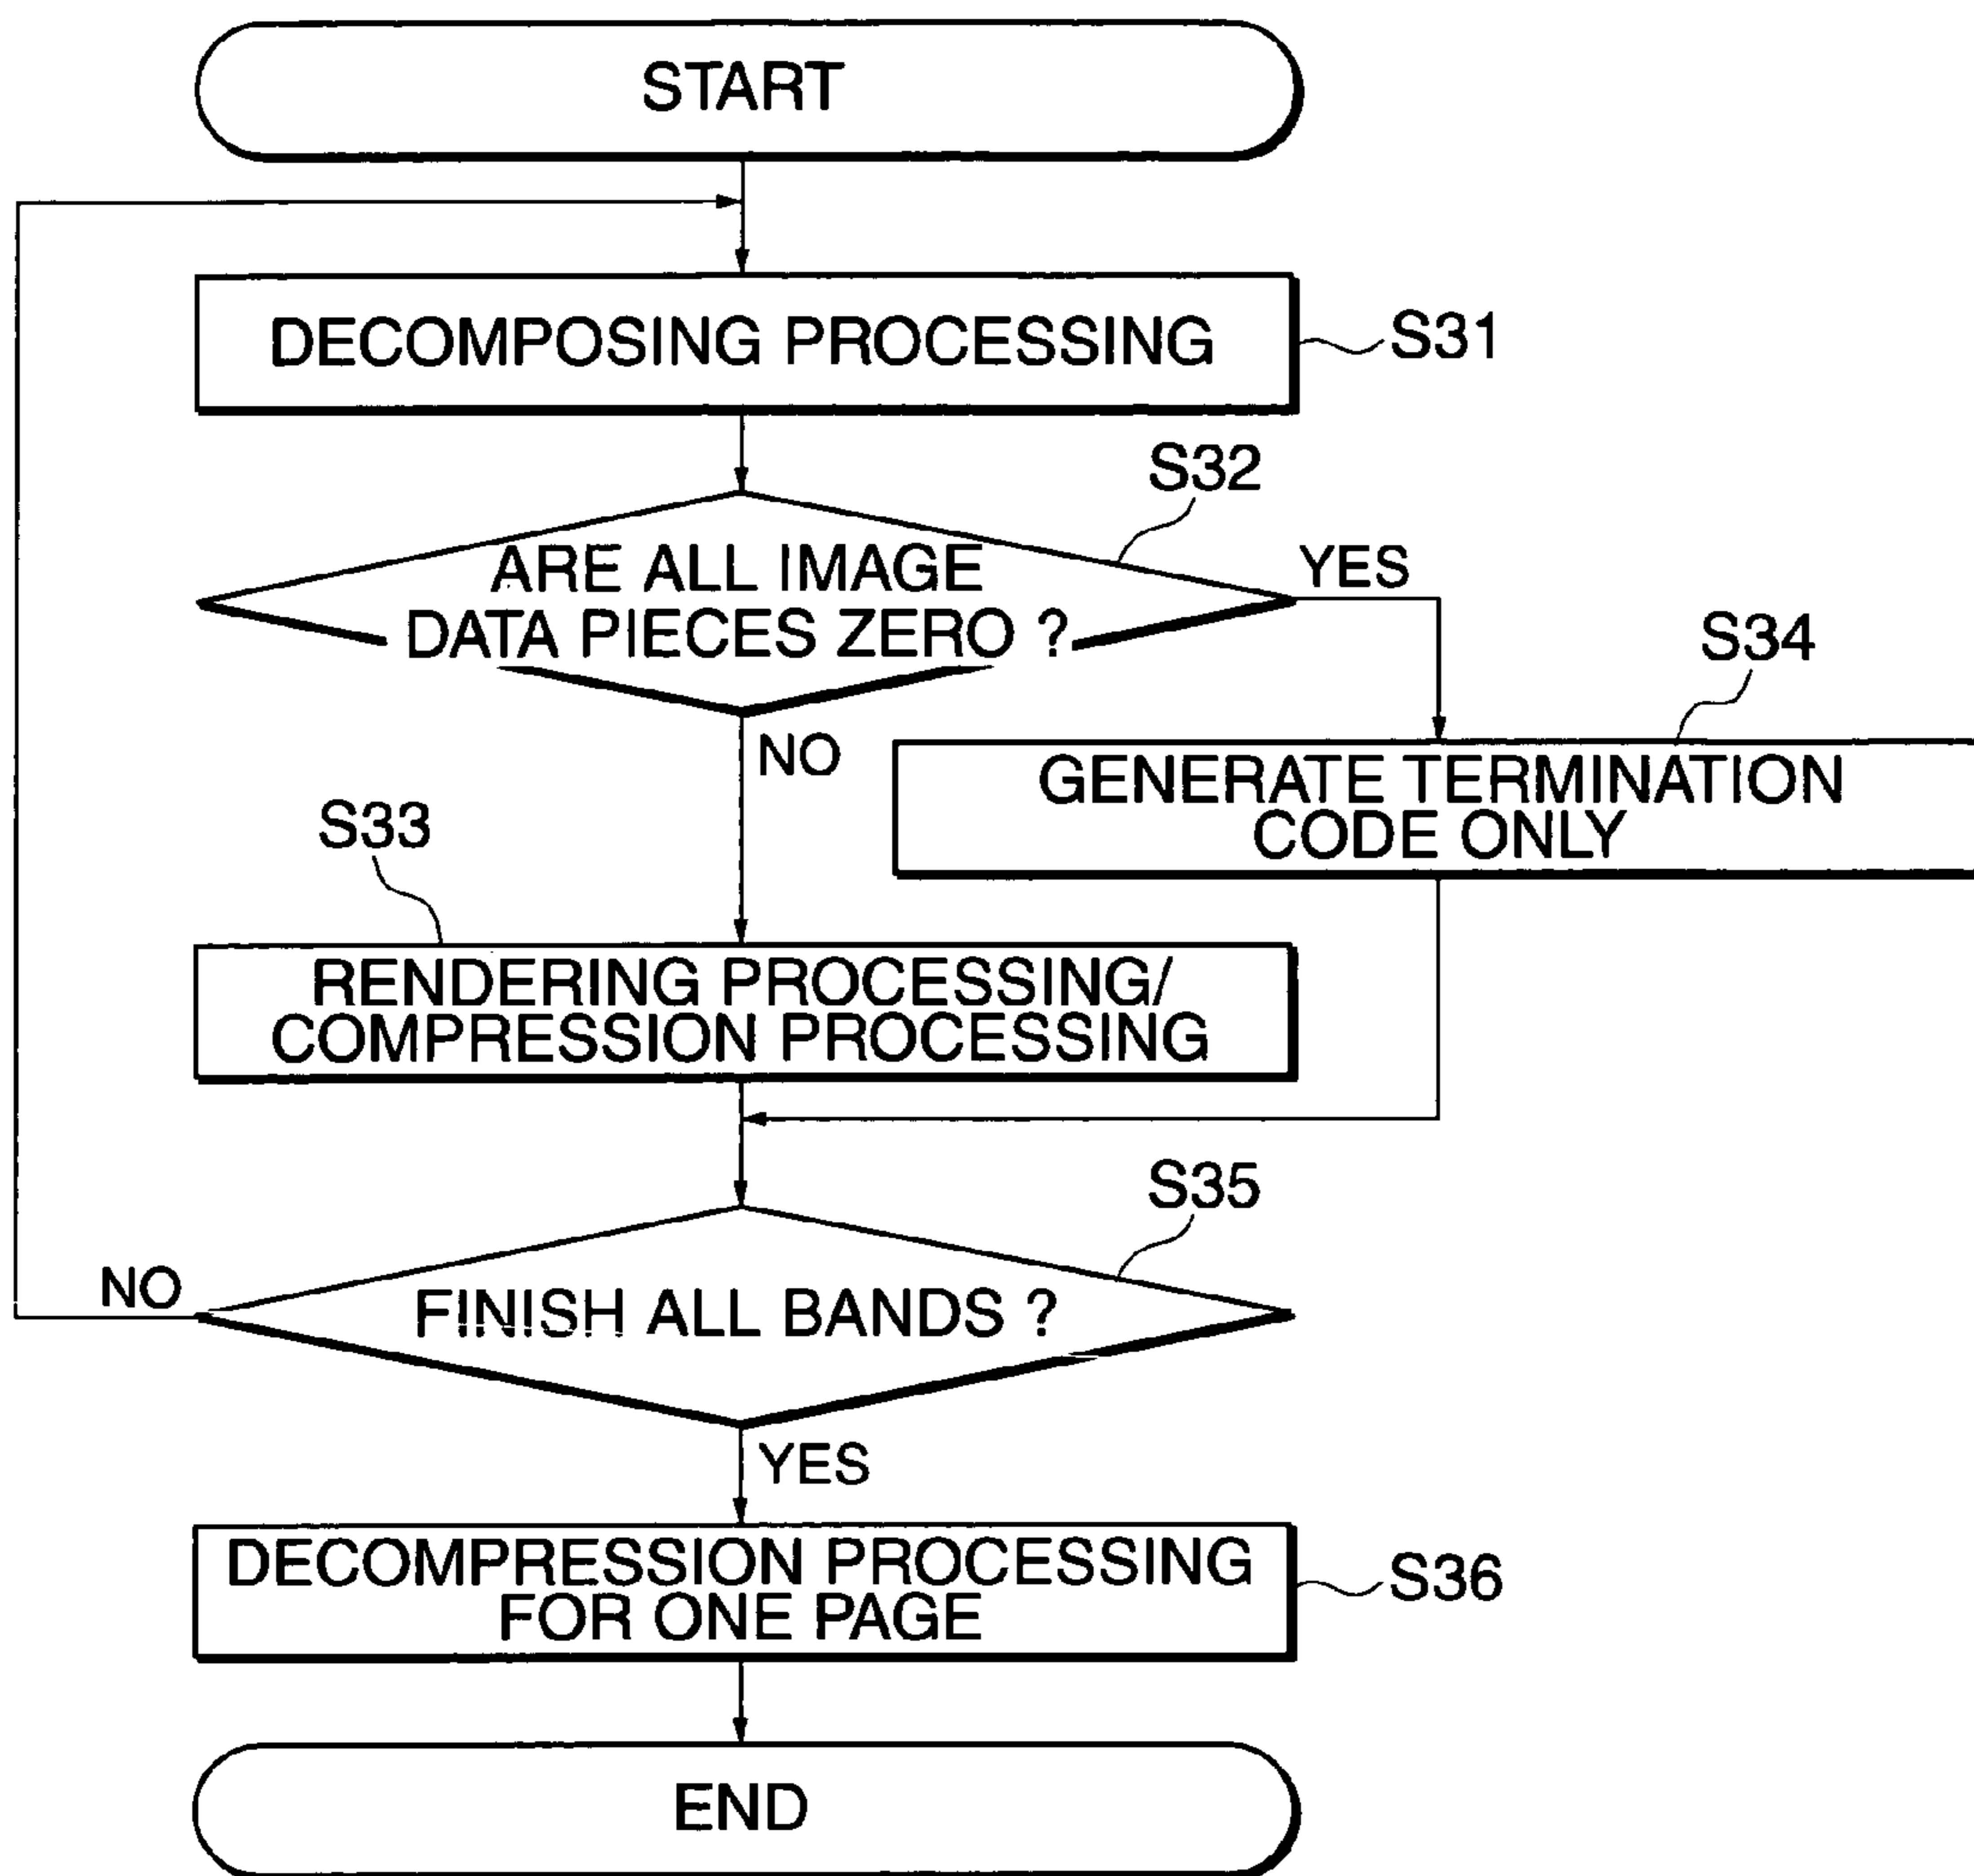 START
DECOMPOSING PROCESSING
S31
S32
ARE ALL IMAGE
DATA PIECES ZERO ?
YES
NO
S34
GENERATE TERMINATION
CODE ONLY
S33
RENDERING PROCESSING/
COMPRESSION PROCESSING
S35
FINISH ALL BANDS ?
NO
YES
DECOMPRESSION PROCESSING
FOR ONE PAGE
S36
END